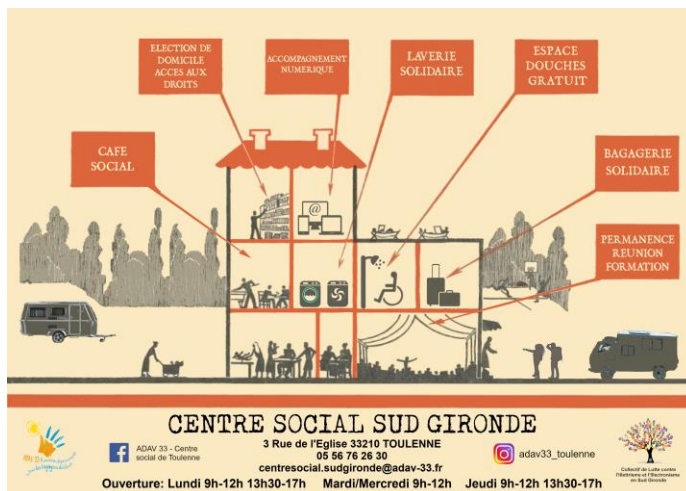 ELECTION DE
DOMICILE
ACCES AUX
DROITS
ACCOMPAGNEMENT
NUMERIQUE
LAVERIE
SOLIDAIRE
ESPACE
DOUCHES
GRATUIT
CAFE
SOCIAL
BAGAGERIE
SOLIDAIRE
PERMANENCE
REUNION
FORMATION
@
CENTRE SOCIAL SUD GIRONDE
3 Rue de l'Eglise 33210 TOULENNE
05 56 76 26 30
centresocial.sudgironde@adav-33.fr
ADAV 33 - Centre
social de Toulenne
adav33_toulenne
Collectif de Lutte contre
l'illettrisme et l'illectronisme
en Sud Gironde
Ouverture: Lundi 9h-12h 13h30-17h Mardi/Mercredi 9h-12h Jeudi 9h-12h 13h30-17h